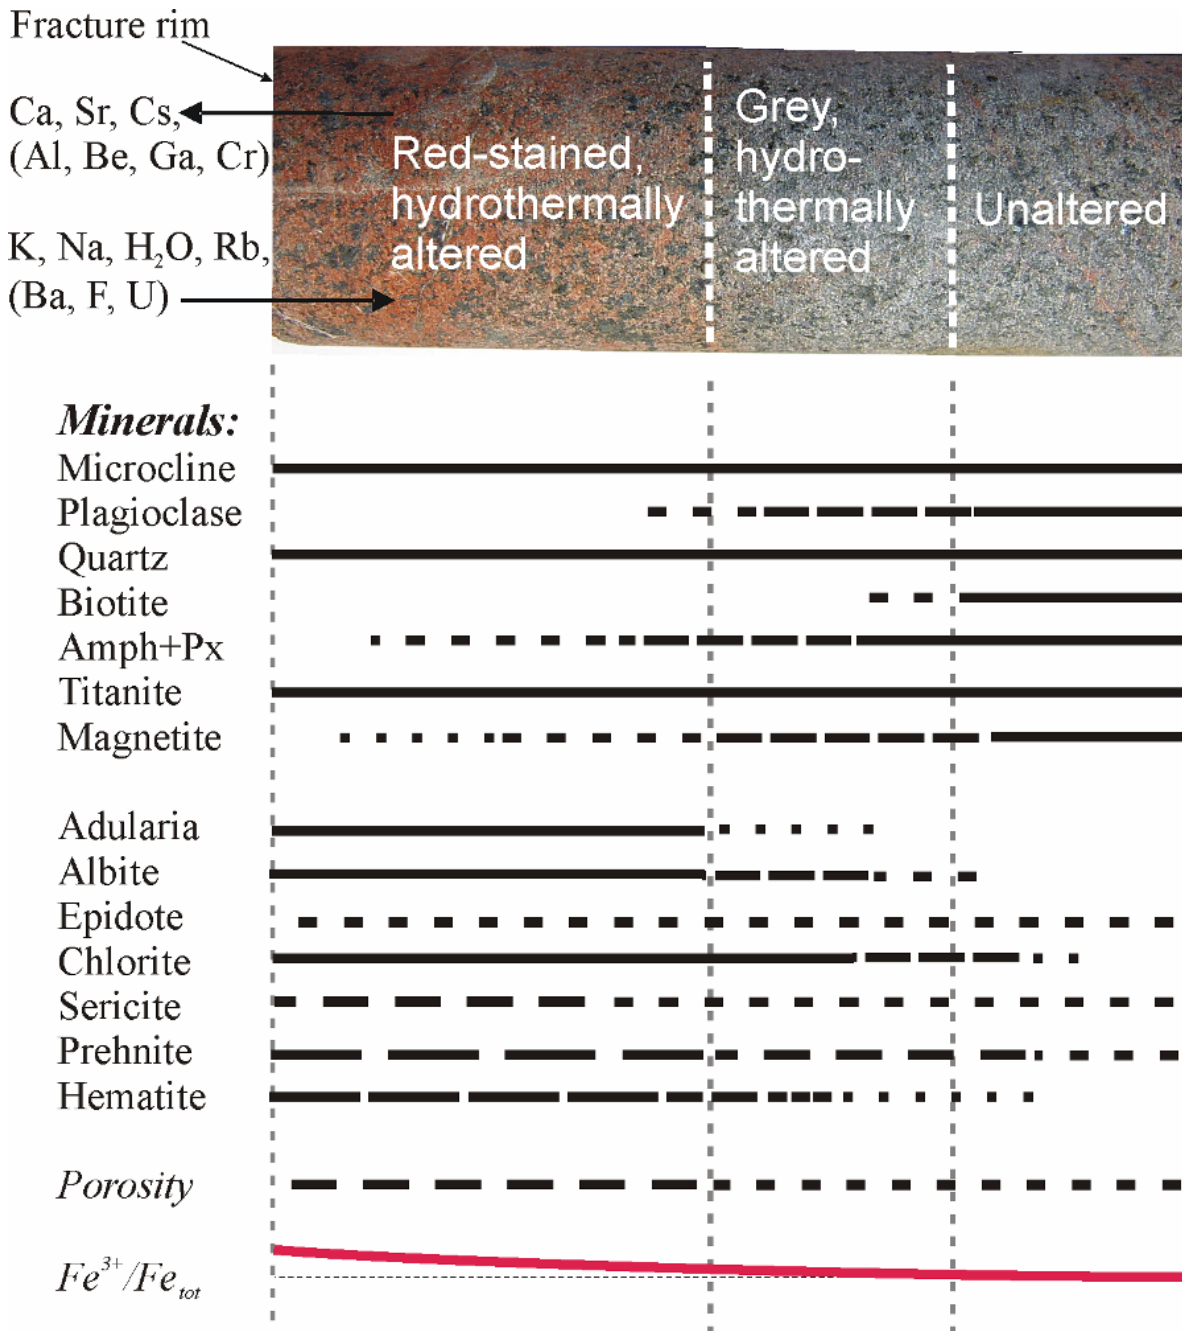 Fracture rim
Ca, Sr, Cs,
(Al, Be, Ga, Cr)
K, Na, H₂O, Rb,
(Ba, F, U)
Red-stained,
hydrothermally
altered
Grey,
hydro-
thermally
altered
Unaltered
Minerals:
Microcline
Plagioclase
Quartz
Biotite
Amph+Px
Titanite
Magnetite
Adularia
Albite
Epidote
Chlorite
Sericite
Prehnite
Hematite
Porosity
Fe³⁺/Feₜₒₜ